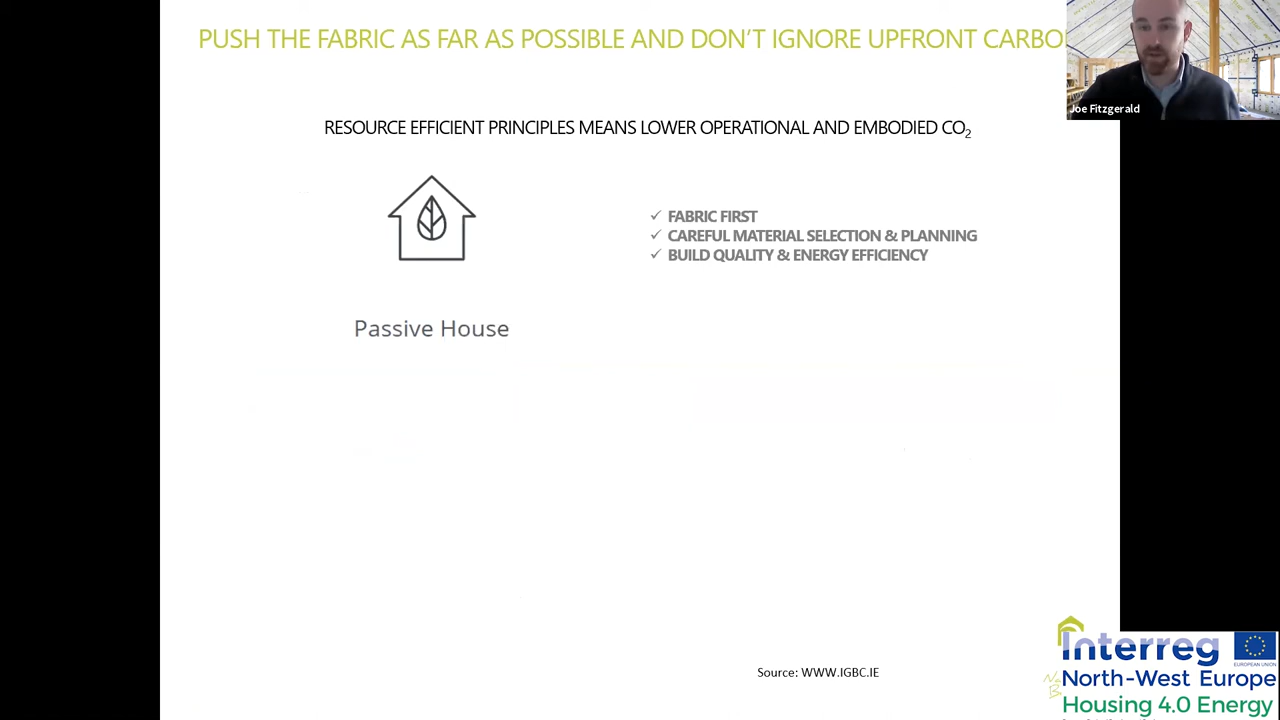 PUSH THE FABRIC AS FAR AS POSSIBLE AND DON'T IGNORE UPFRONT
Joe Fitzgerald
RESOURCE EFFICIENT PRINCIPLES MEANS LOWER OPERATIONAL AND EMBODIED CO₂
✓ FABRIC FIRST
✓ CAREFUL MATERIAL SELECTION & PLANNING
✓ BUILD QUALITY & ENERGY EFFICIENCY
Passive House
Interreg
EUROPEAN UNION
North-West Europe
Housing 4.0 Energy
Source: WWW.IGBC.IE